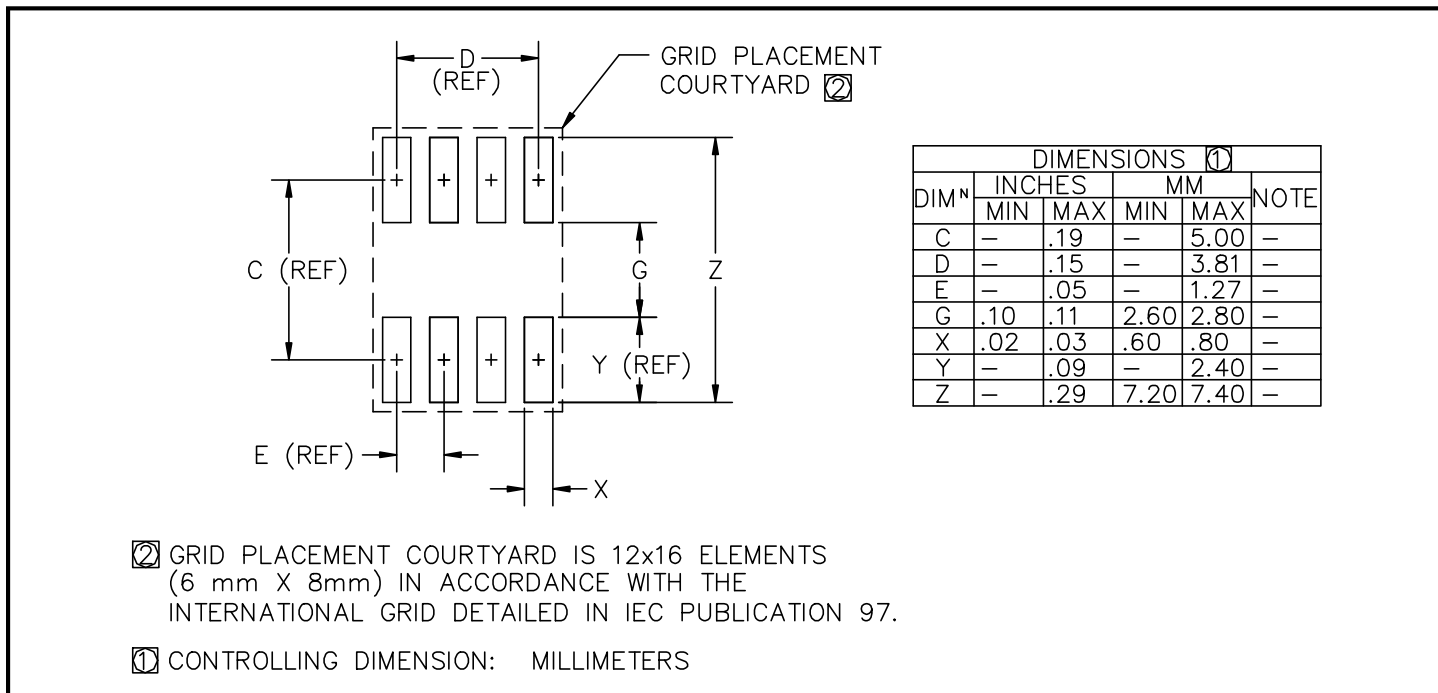 D
(REF)
GRID PLACEMENT
COURTYARD 2
C (REF)
G
Z
Y (REF)
E (REF)
X
DIMENSIONS 1
DIMᴺ INCHES MM NOTE
MIN MAX MIN MAX
C – .19 – 5.00 –
D – .15 – 3.81 –
E – .05 – 1.27 –
G .10 .11 2.60 2.80 –
X .02 .03 .60 .80 –
Y – .09 – 2.40 –
Z – .29 7.20 7.40 –
2 GRID PLACEMENT COURTYARD IS 12x16 ELEMENTS
(6 mm X 8mm) IN ACCORDANCE WITH THE
INTERNATIONAL GRID DETAILED IN IEC PUBLICATION 97.
1 CONTROLLING DIMENSION: MILLIMETERS